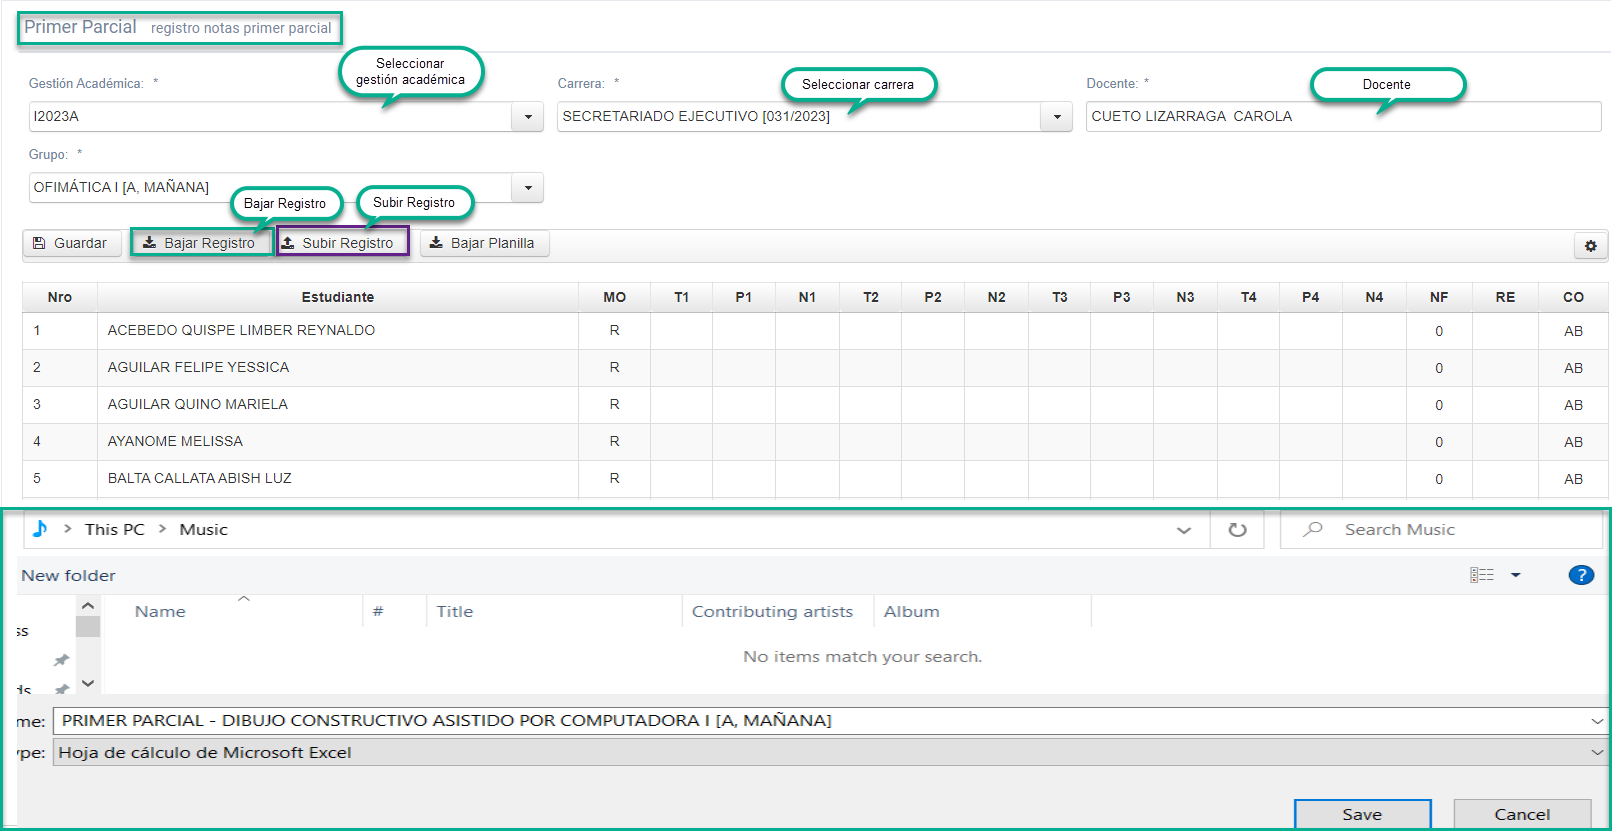 Primer Parcial registro notas primer parcial
Seleccionar
gestión académica
Seleccionar carrera
Docente
Gestión Académica: *
Carrera: *
Docente: *
I2023A
SECRETARIADO EJECUTIVO [031/2023]
CUETO LIZARRAGA CAROLA
Grupo: *
OFIMÁTICA I [A, MAÑANA]
Bajar Registro
Subir Registro
Guardar Bajar Registro Subir Registro Bajar Planilla
Nro Estudiante MO T1 P1 N1 T2 P2 N2 T3 P3 N3 T4 P4 N4 NF RE CO
1 ACEBEDO QUISPE LIMBER REYNALDO R 0 AB
2 AGUILAR FELIPE YESSICA R 0 AB
3 AGUILAR QUINO MARIELA R 0 AB
4 AYANOME MELISSA R 0 AB
5 BALTA CALLATA ABISH LUZ R 0 AB
> This PC > Music
Search Music
New folder
?
Name # Title Contributing artists Album
ss
No items match your search.
ds
me: PRIMER PARCIAL - DIBUJO CONSTRUCTIVO ASISTIDO POR COMPUTADORA I [A, MAÑANA]
ype: Hoja de cálculo de Microsoft Excel
Save Cancel